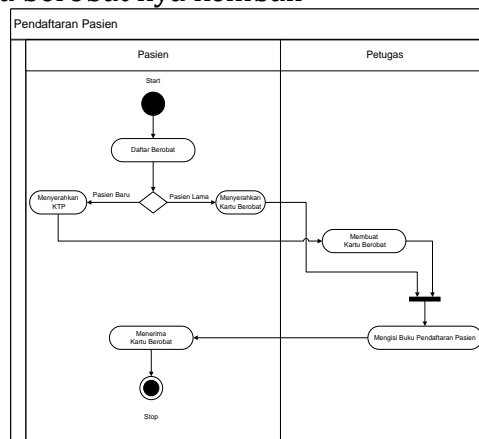 Pendaftaran Pasien
Pasien
Petugas
Start
Daftar Berobat
Menyerahkan
KTP
Pasien Baru
Pasien Lama
Menyerahkan
Kartu Berobat
Membuat
Kartu Berobat
Menerima
Kartu Berobat
Mengisi Buku Pendaftaran Pasien
Stop